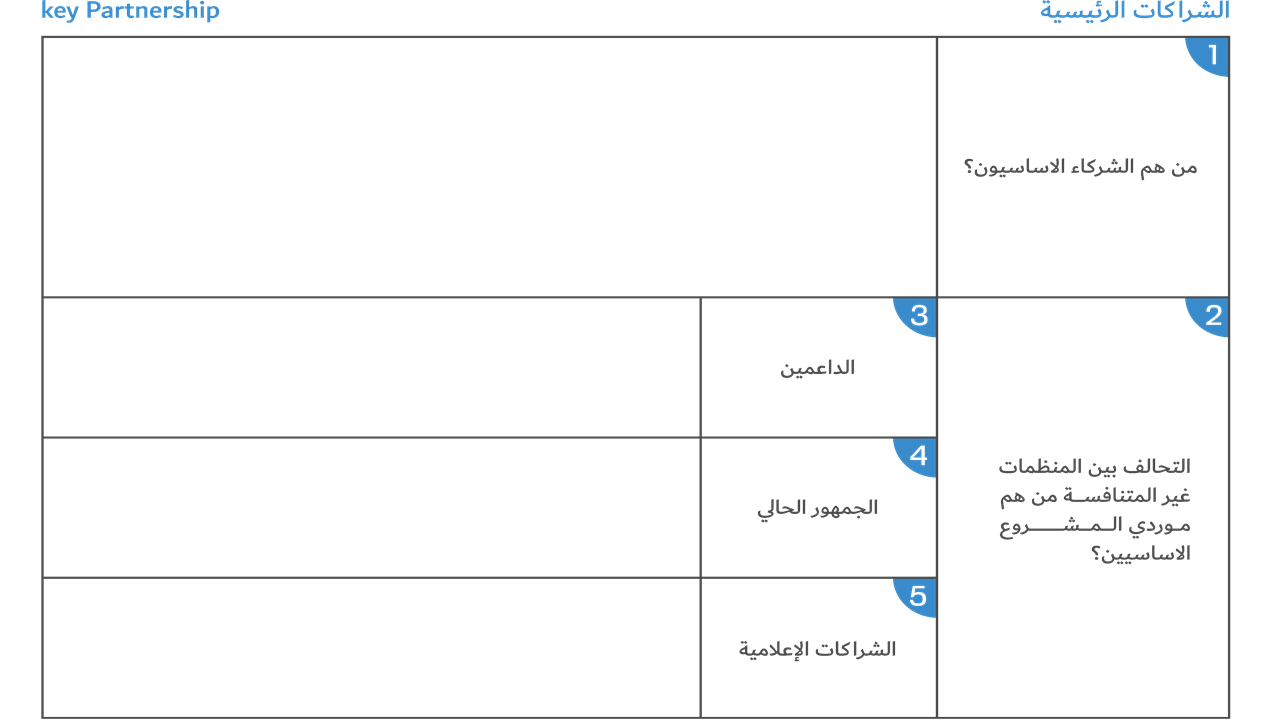 الشراكات الرئيسية
key Partnership
1
من هم الشركاء الاساسيون؟
2
التحالف بين المنظمات
غير المتنافسة من هم
موردي المشروع
الاساسيين؟
3
الداعمين
4
الجمهور الحالي
5
الشراكات الإعلامية